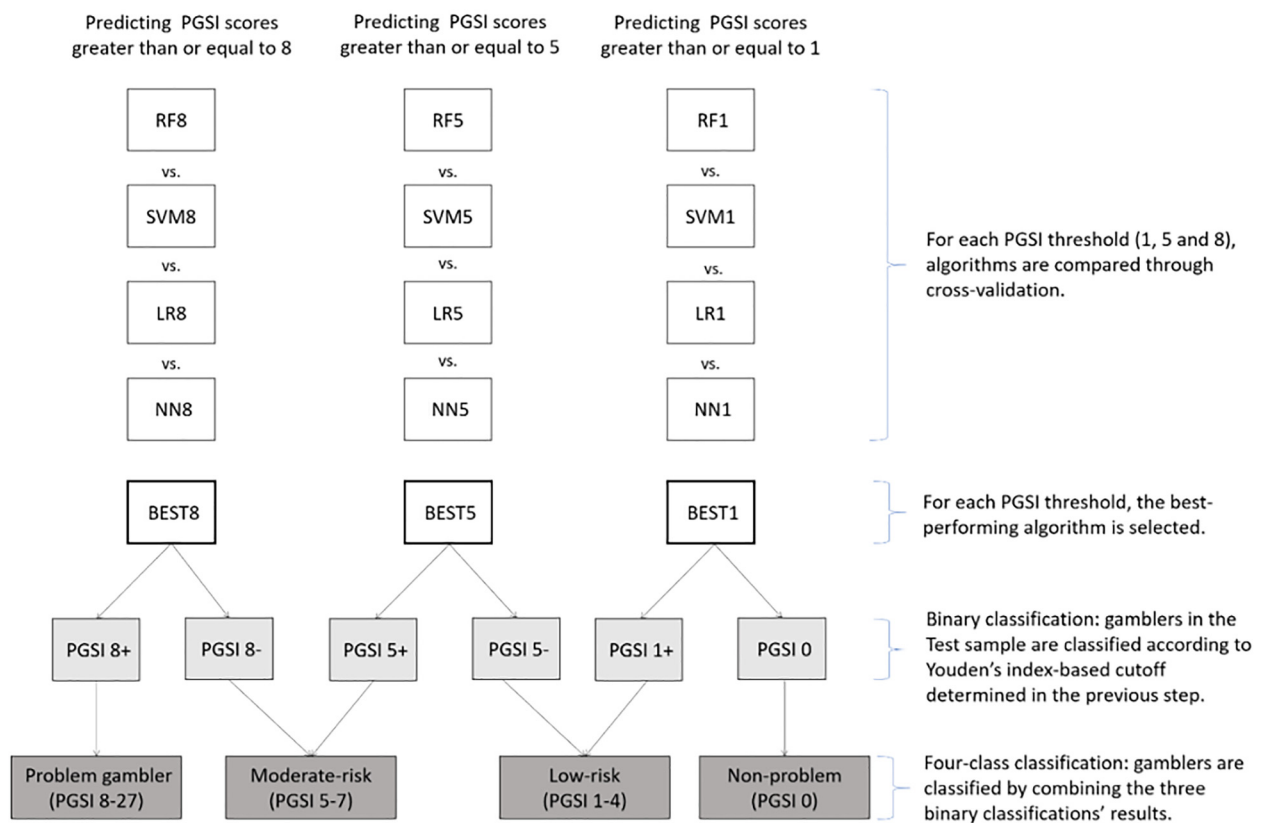 Predicting PGSI scores
greater than or equal to 8
Predicting PGSI scores
greater than or equal to 5
Predicting PGSI scores
greater than or equal to 1
RF8
RF5
RF1
vs.
vs.
vs.
SVM8
SVM5
SVM1
vs.
vs.
vs.
LR8
LR5
LR1
vs.
vs.
vs.
NN8
NN5
NN1
For each PGSI threshold (1, 5 and 8),
algorithms are compared through
cross-validation.
BEST8
BEST5
BEST1
For each PGSI threshold, the best-
performing algorithm is selected.
PGSI 8+
PGSI 8-
PGSI 5+
PGSI 5-
PGSI 1+
PGSI 0
Binary classification: gamblers in the
Test sample are classified according to
Youden’s index-based cutoff
determined in the previous step.
Problem gambler
(PGSI 8-27)
Moderate-risk
(PGSI 5-7)
Low-risk
(PGSI 1-4)
Non-problem
(PGSI 0)
Four-class classification: gamblers are
classified by combining the three
binary classifications’ results.